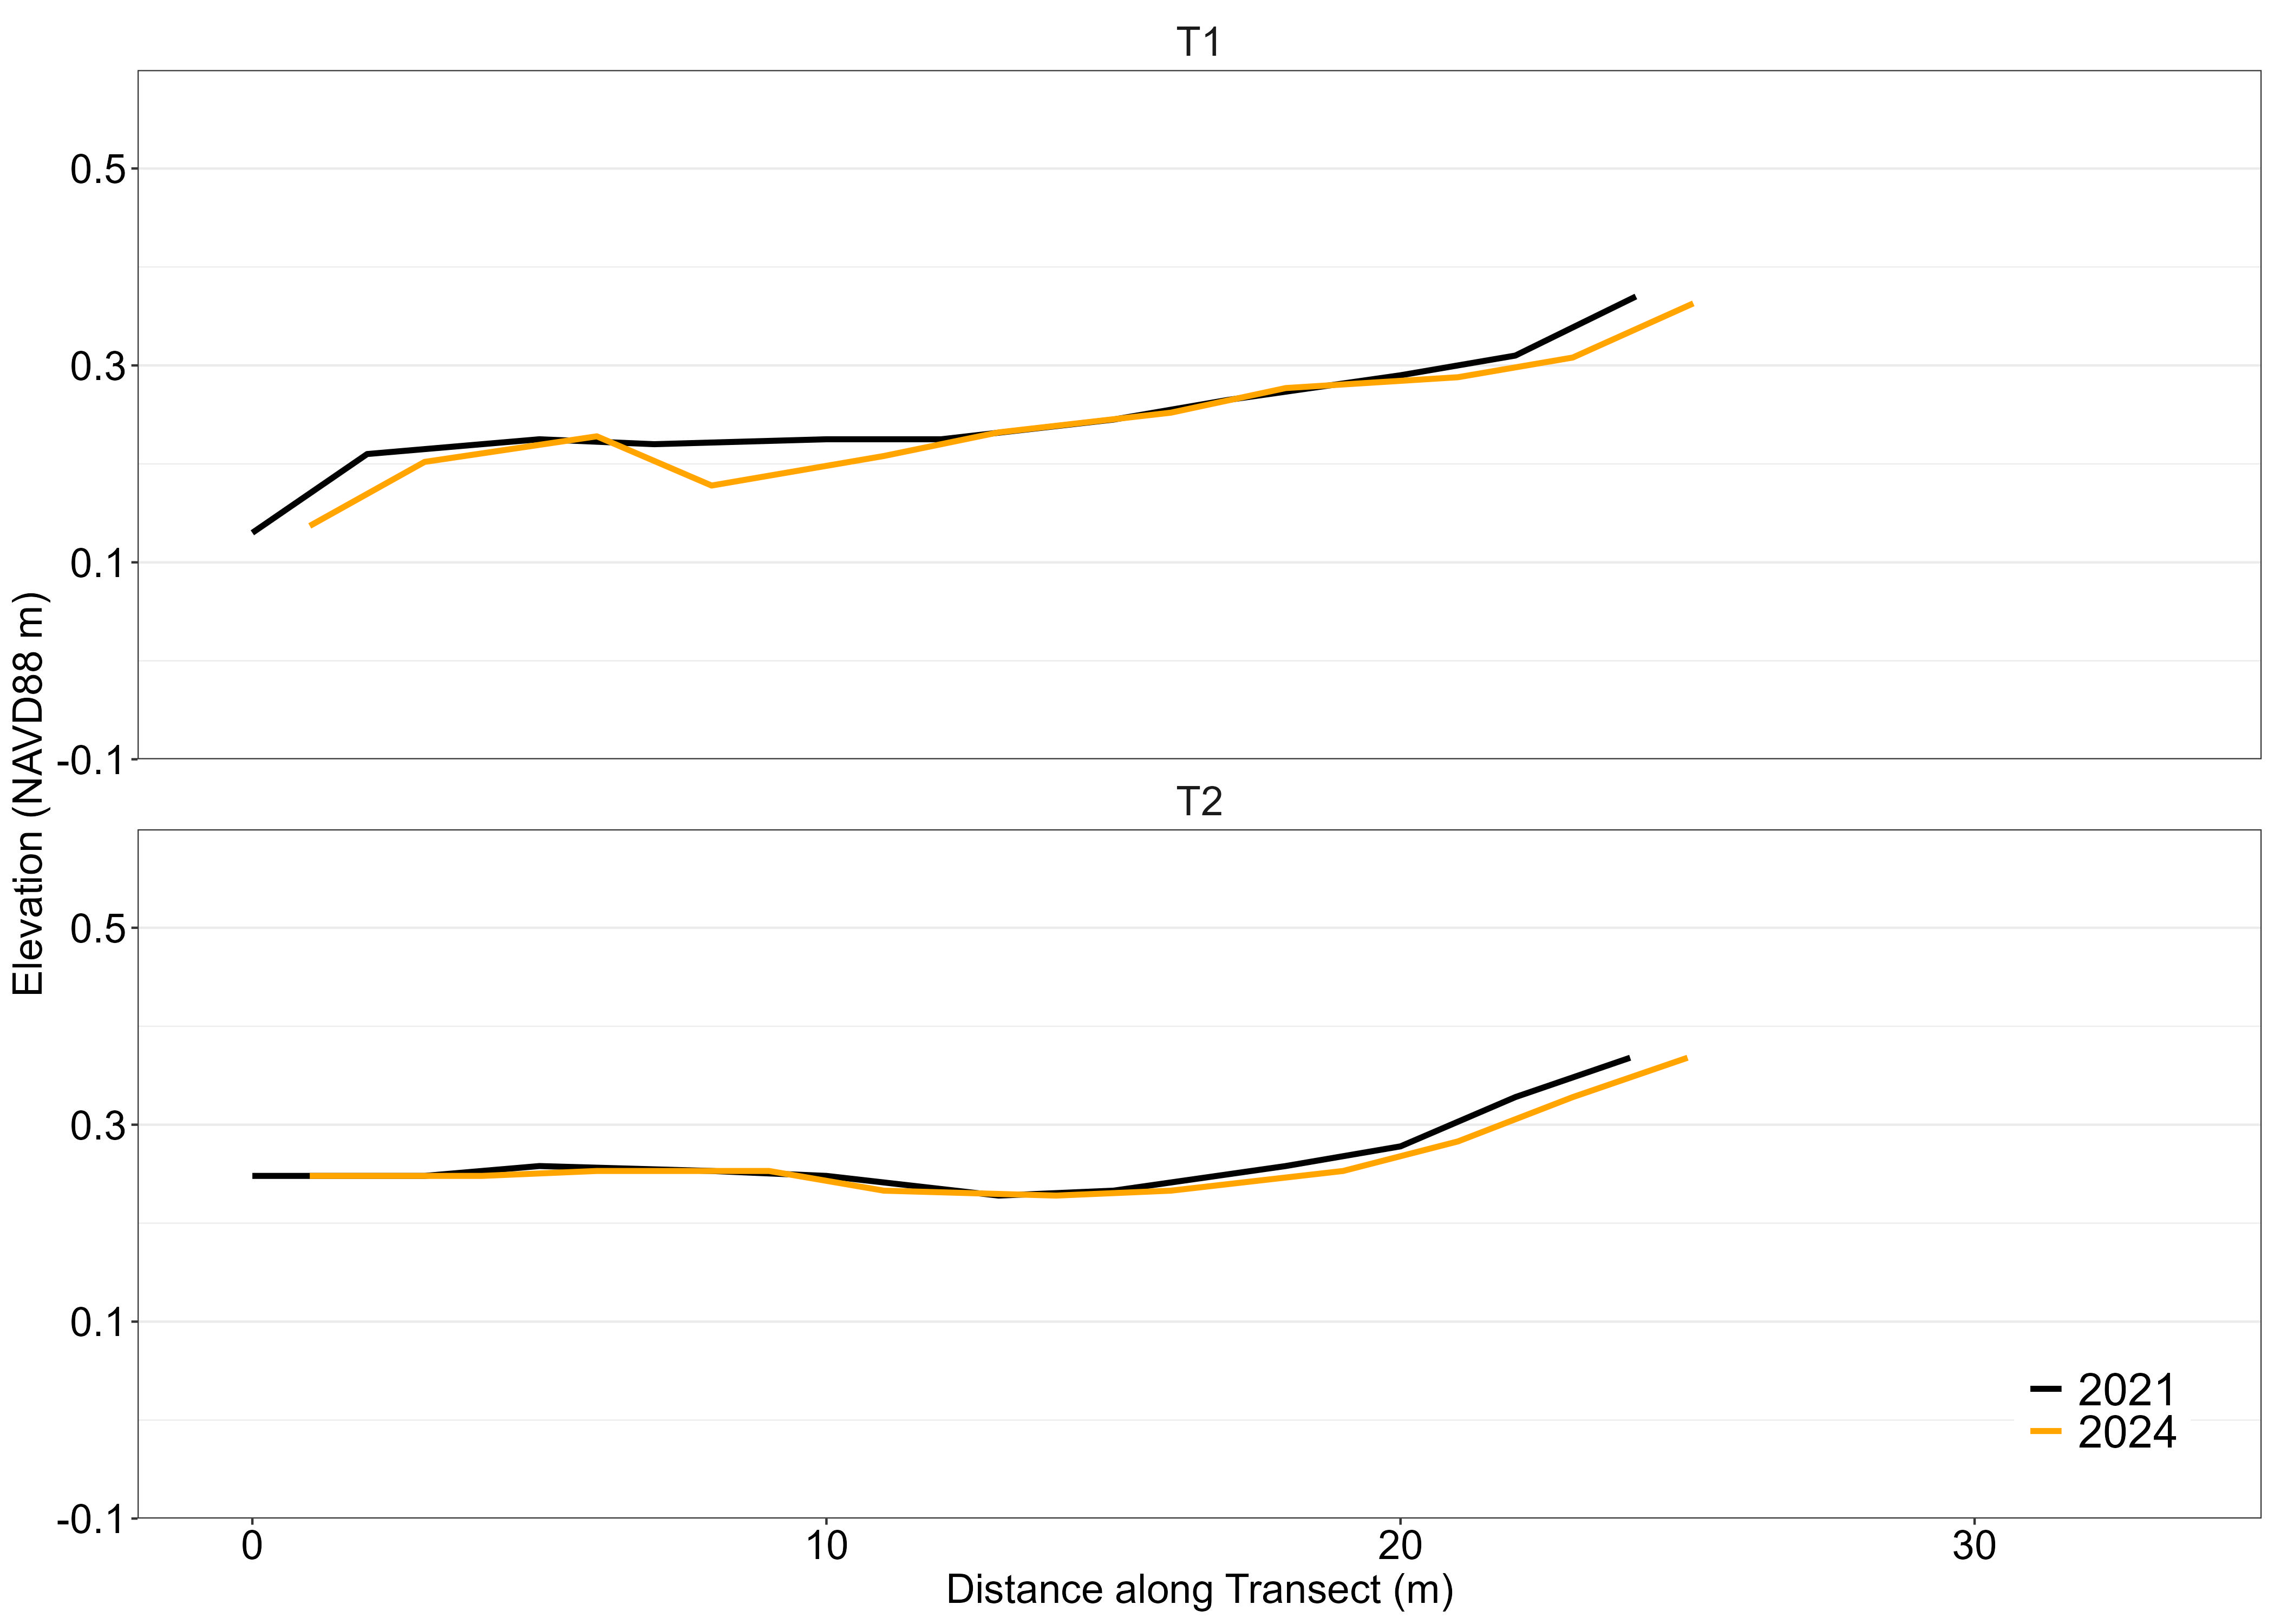 T1
0.5
0.3
0.1
-0.1
Elevation (NAVD88 m)
T2
0.5
0.3
0.1
-0.1
2021
2024
0 10 20 30
Distance along Transect (m)